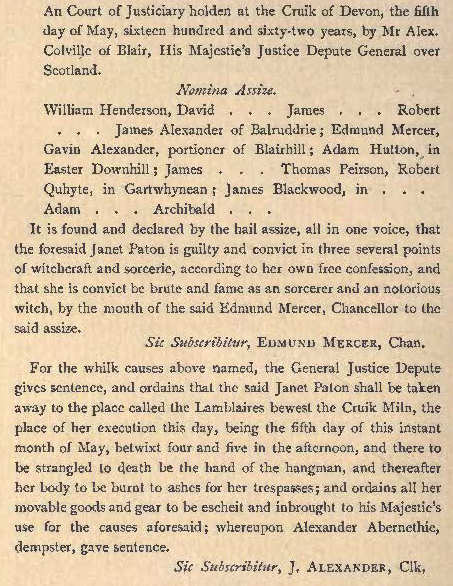 An Court of Justiciary holden at the Cruik of Devon, the fifth
day of May, sixteen hundred and sixty-two years, by Mr Alex.
Colville of Blair, His Majestie's Justice Depute General over
Scotland.
Nomina Assize.
William Henderson, David . . . James . . . Robert
. . . James Alexander of Balruddrie; Edmund Mercer,
Gavin Alexander, portioner of Blairhill; Adam Hutton, in
Easter Downhill; James . . . Thomas Peirson, Robert
Quhyte, in Gartwhynean; James Blackwood, in . . .
Adam . . . Archibald . . .
It is found and declared by the hail assize, all in one voice, that
the foresaid Janet Paton is guilty and convict in three several points
of witchcraft and sorcerie, according to her own free confession, and
that she is convict be brute and fame as an sorcerer and an notorious
witch, by the mouth of the said Edmund Mercer, Chancellor to the
said assize.
Sic Subscribitur, EDMUND MERCER, Chan.
For the whilk causes above named, the General Justice Depute
gives sentence, and ordains that the said Janet Paton shall be taken
away to the place called the Lamblaires bewest the Cruik Miln, the
place of her execution this day, being the fifth day of this instant
month of May, betwixt four and five in the afternoon, and there to
be strangled to death be the hand of the hangman, and thereafter
her body to be burnt to ashes for her trespasses; and ordains all her
movable goods and gear to be escheit and inbrought to his Majestie's
use for the causes aforesaid; whereupon Alexander Abernethie,
dempster, gave sentence.
Sic Subscribitur, J. ALEXANDER, Clk,